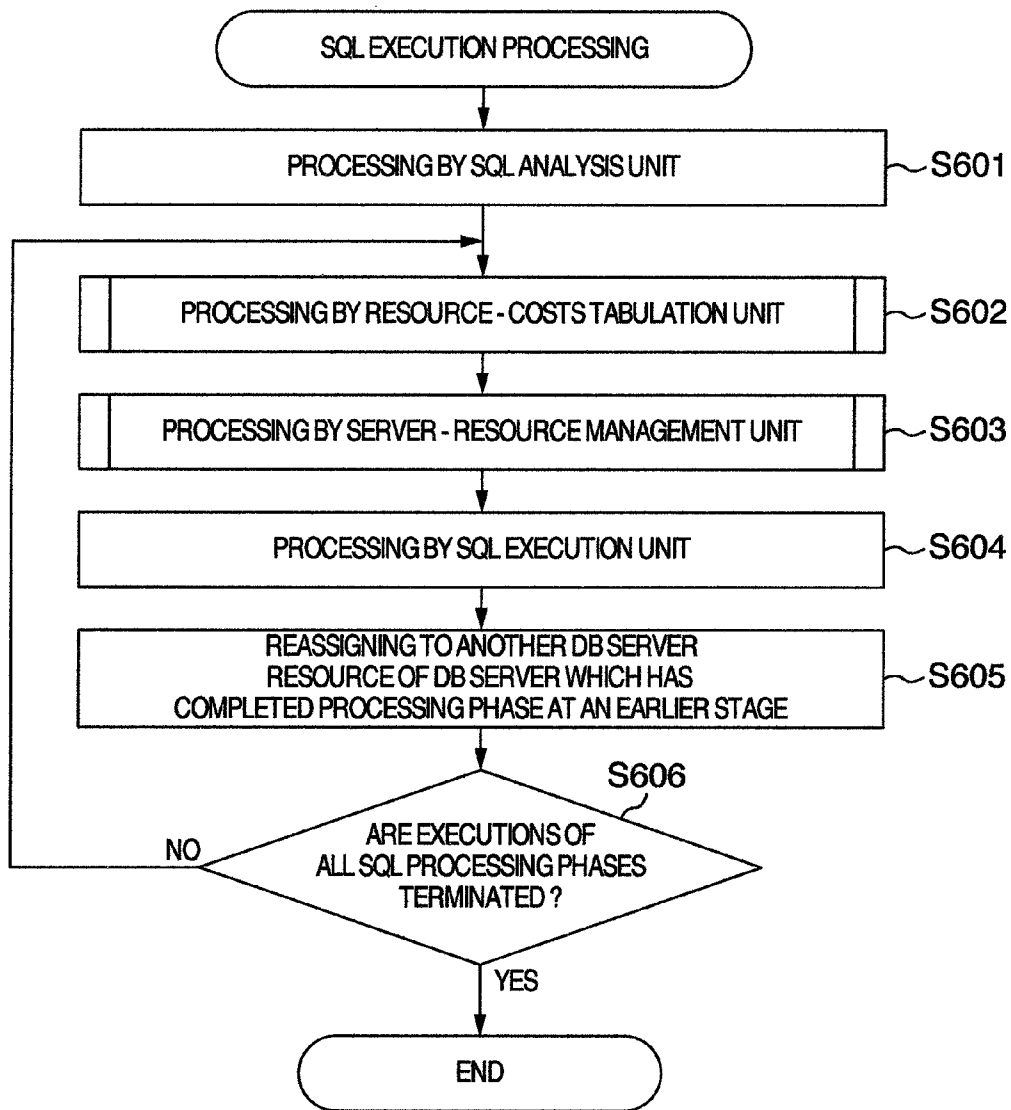 SQL EXECUTION PROCESSING
PROCESSING BY SQL ANALYSIS UNIT
S601
PROCESSING BY RESOURCE - COSTS TABULATION UNIT
S602
PROCESSING BY SERVER - RESOURCE MANAGEMENT UNIT
S603
PROCESSING BY SQL EXECUTION UNIT
S604
REASSIGNING TO ANOTHER DB SERVER
RESOURCE OF DB SERVER WHICH HAS
COMPLETED PROCESSING PHASE AT AN EARLIER STAGE
S605
S606
ARE EXECUTIONS OF
ALL SQL PROCESSING PHASES
TERMINATED ?
NO
YES
END